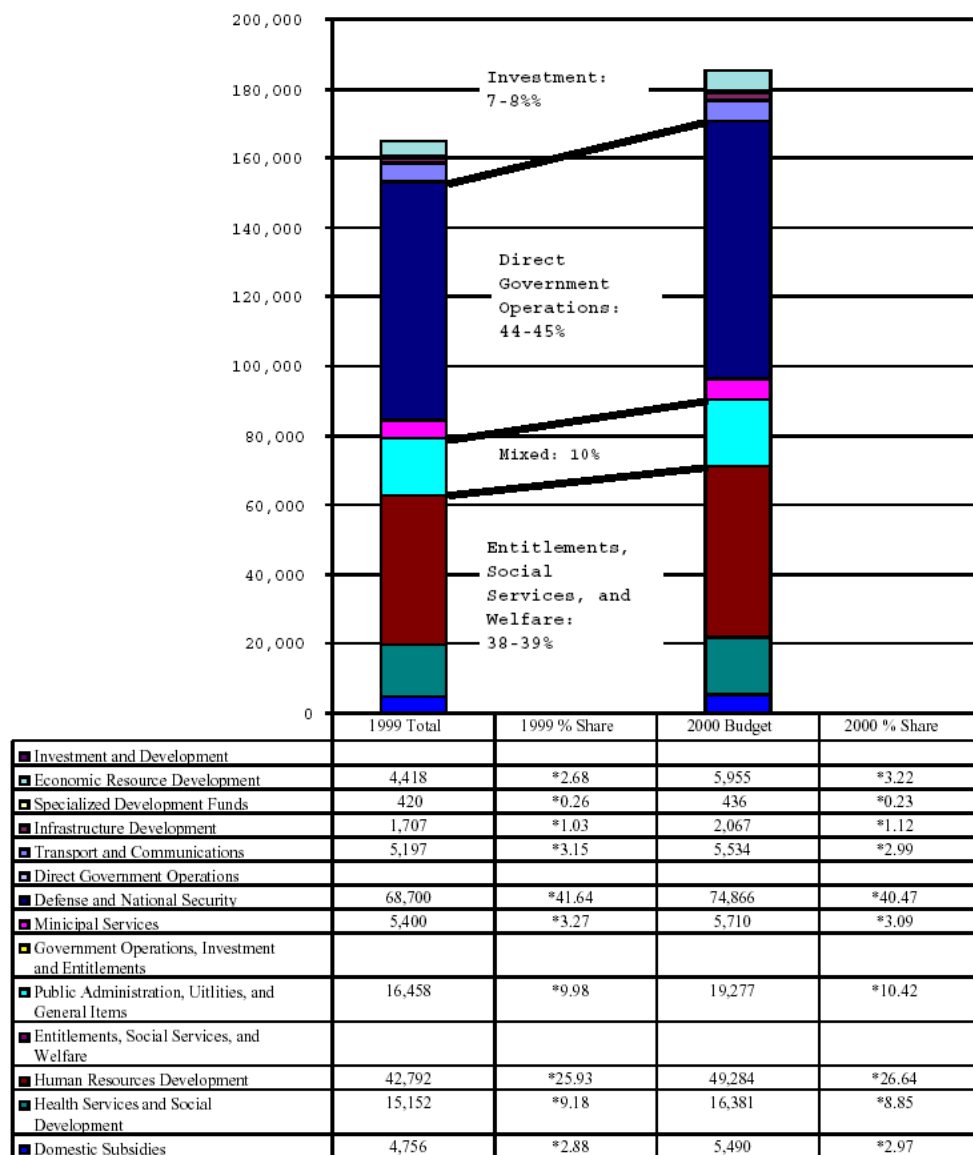 200,000
180,000
160,000
140,000
120,000
100,000
80,000
60,000
40,000
20,000
0
Investment:
7-8%%
Direct
Government
Operations:
44-45%
Mixed: 10%
Entitlements,
Social
Services, and
Welfare:
38-39%
1999 Total 1999 % Share 2000 Budget 2000 % Share
Investment and Development
Economic Resource Development 4,418 *2.68 5,955 *3.22
Specialized Development Funds 420 *0.26 436 *0.23
Infrastructure Development 1,707 *1.03 2,067 *1.12
Transport and Communications 5,197 *3.15 5,534 *2.99
Direct Government Operations
Defense and National Security 68,700 *41.64 74,866 *40.47
Minicipal Services 5,400 *3.27 5,710 *3.09
Government Operations, Investment
and Entitlements
Public Administration, Uitlities, and 16,458 *9.98 19,277 *10.42
General Items
Entitlements, Social Services, and
Welfare
Human Resources Development 42,792 *25.93 49,284 *26.64
Health Services and Social 15,152 *9.18 16,381 *8.85
Development
Domestic Subsidies 4,756 *2.88 5,490 *2.97